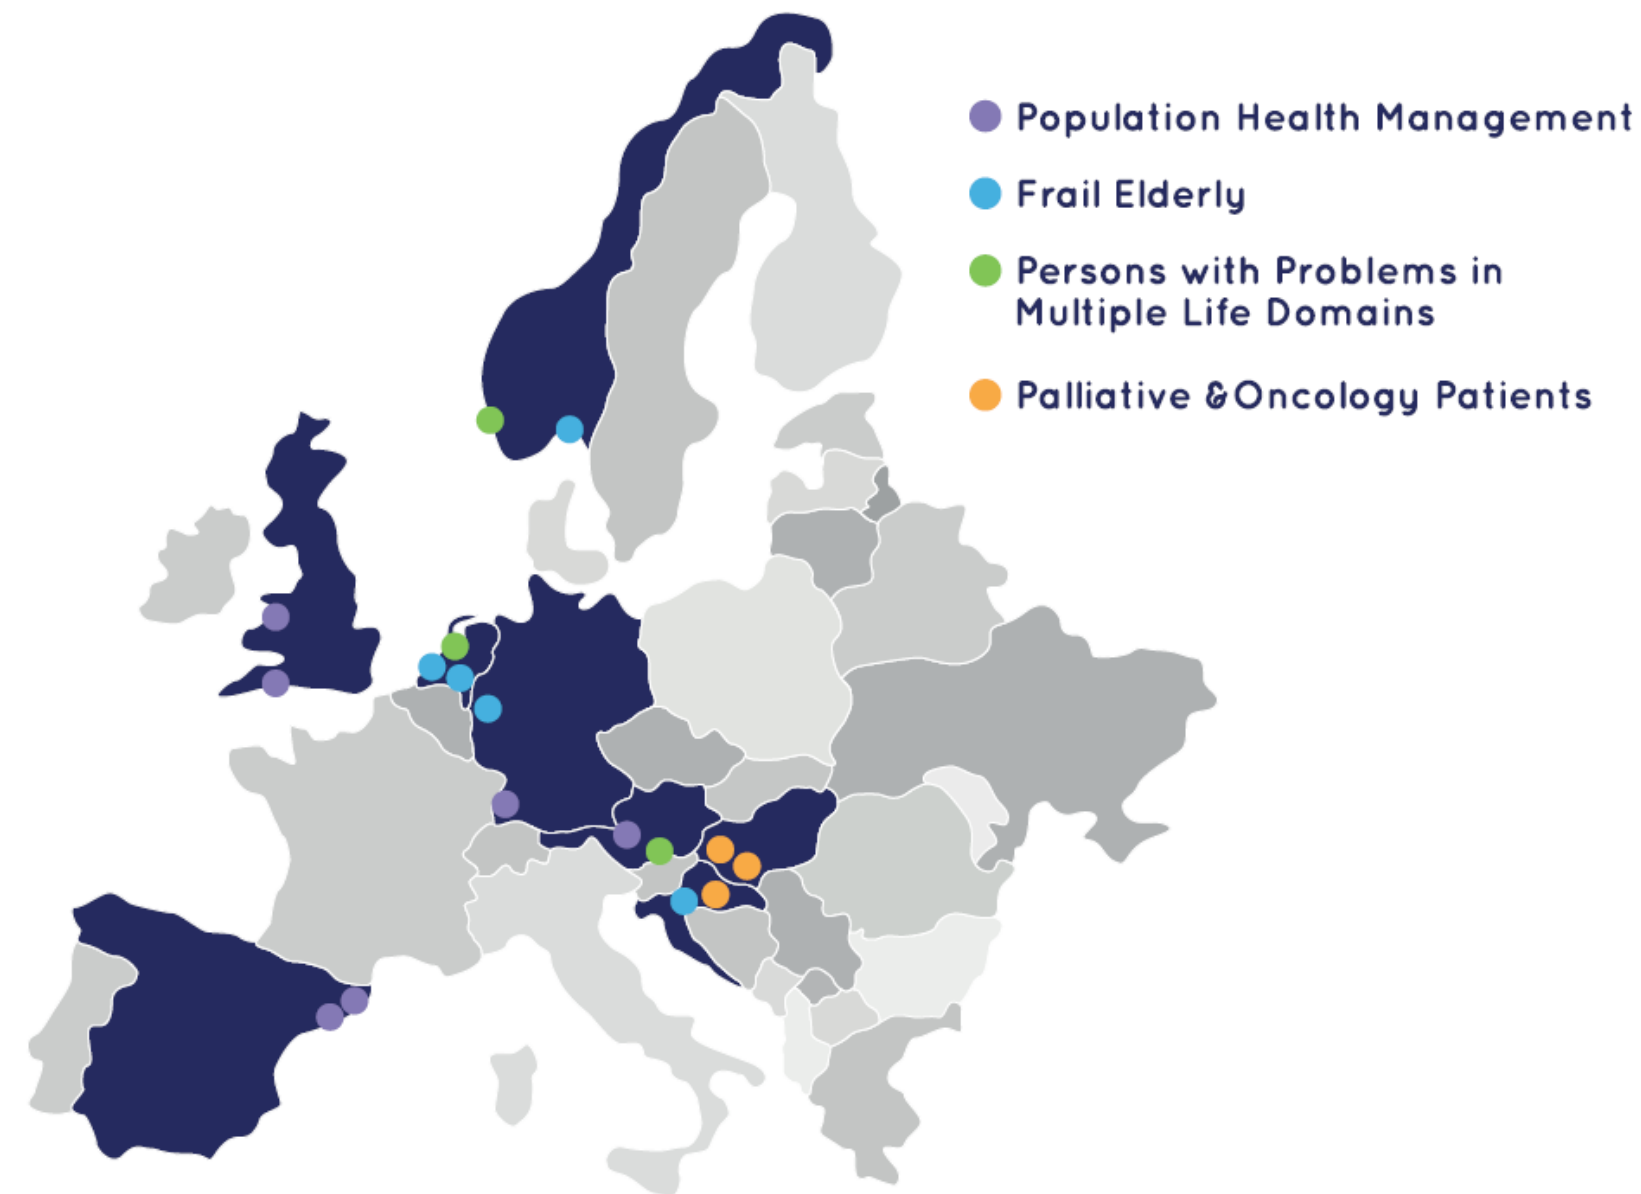 Population Health Management
Frail Elderly
Persons with Problems in
Multiple Life Domains
Palliative &Oncology Patients